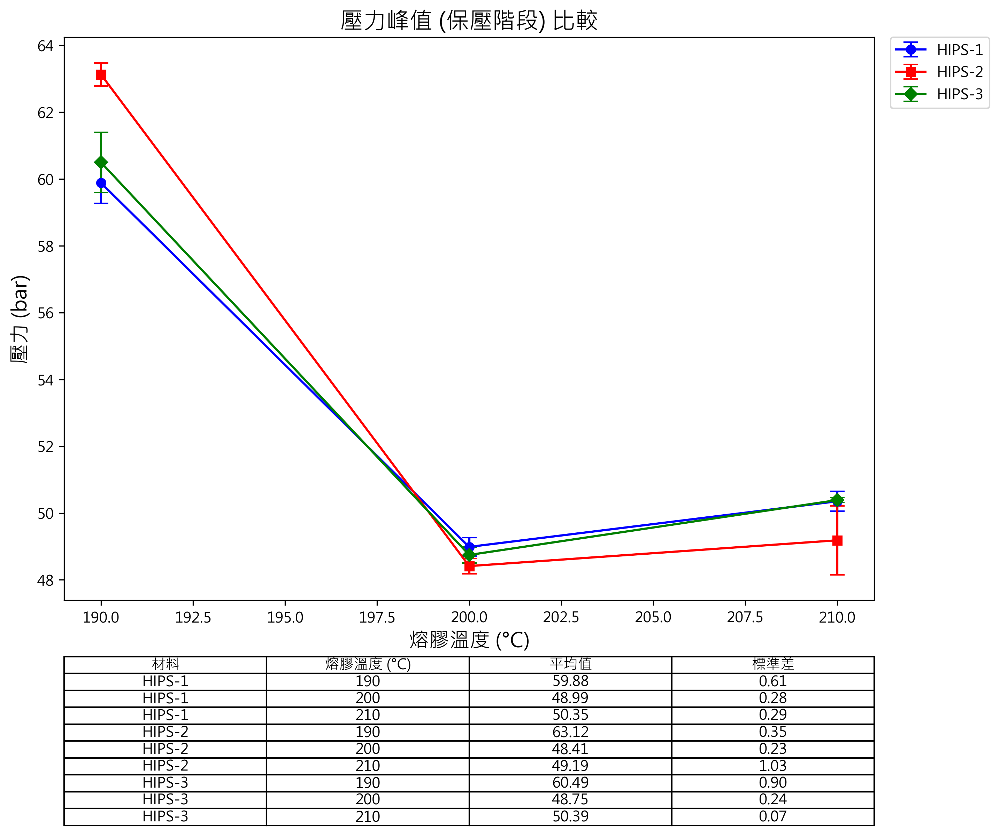 壓力峰值 (保壓階段) 比較
HIPS-1
HIPS-2
HIPS-3
壓力 (bar)
64
62
60
58
56
54
52
50
48
190.0 192.5 195.0 197.5 200.0 202.5 205.0 207.5 210.0
熔膠溫度 (°C)
材料 熔膠溫度 (°C) 平均值 標準差
HIPS-1 190 59.88 0.61
HIPS-1 200 48.99 0.28
HIPS-1 210 50.35 0.29
HIPS-2 190 63.12 0.35
HIPS-2 200 48.41 0.23
HIPS-2 210 49.19 1.03
HIPS-3 190 60.49 0.90
HIPS-3 200 48.75 0.24
HIPS-3 210 50.39 0.07